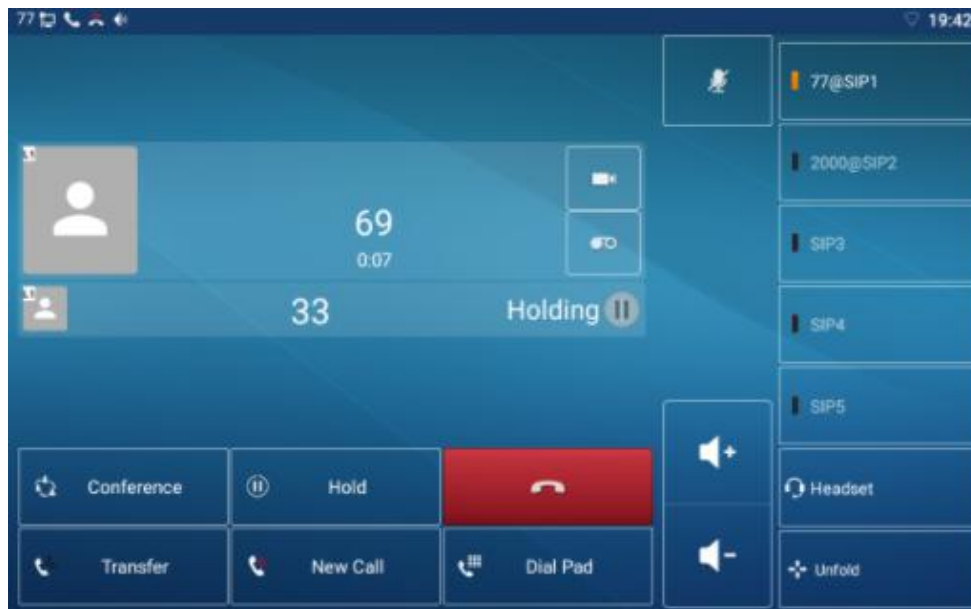 77
19:42
77@SIP1
2000@SIP2
69
0:07
SIP3
33
Holding
SIP4
SIP5
Conference
Hold
Headset
Transfer
New Call
Dial Pad
Unfold